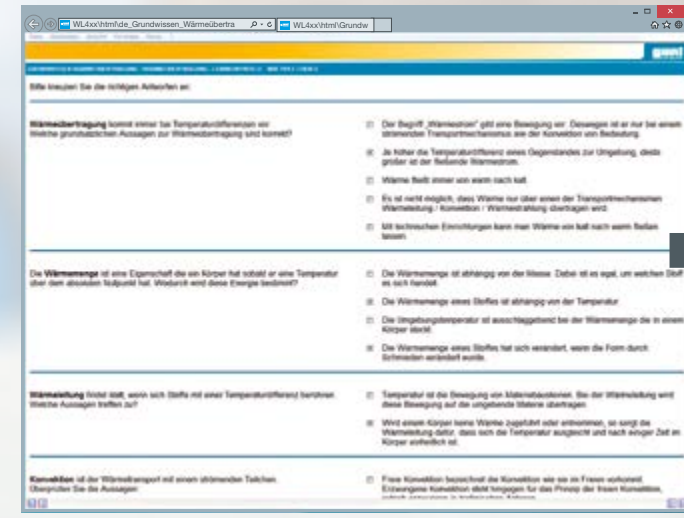 WL4xx\html\de_Grundwissen_Wärmeübertra
WL4xx\html\Grundw
gunt
Bitte kreuzen Sie die richtigen Antworten an:
Wärmeübertragung kommt immer bei Temperaturdifferenzen vor.
Welche grundsätzlichen Aussagen zur Wärmeübertragung sind korrekt?
Der Begriff „Wärmestrom“ gibt eine Bewegung vor. Deswegen ist er nur bei einem
strömenden Transportmechanismus wie der Konvektion von Bedeutung.
Je höher die Temperaturdifferenz eines Gegenstandes zur Umgebung, desto
größer ist der fließende Wärmestrom.
Wärme fließt immer von warm nach kalt.
Es ist nicht möglich, dass Wärme nur über einen der Transportmechanismen
Wärmeleitung / Konvektion / Wärmestrahlung übertragen wird.
Mit technischen Einrichtungen kann man Wärme von kalt nach warm fließen
lassen.
Die Wärmemenge ist eine Eigenschaft die ein Körper hat sobald er eine Temperatur
über dem absoluten Nullpunkt hat. Wodurch wird diese Energie bestimmt?
Die Wärmemenge ist abhängig von der Masse. Dabei ist es egal, um welchen Stoff
es sich handelt.
Die Wärmemenge eines Stoffes ist abhängig von der Temperatur.
Die Umgebungstemperatur ist ausschlaggebend bei der Wärmemenge die in einem
Körper steckt.
Die Wärmemenge eines Stoffes hat sich verändert, wenn die Form durch
Schmieden verändert wurde.
Wärmeleitung findet statt, wenn sich Stoffe mit einer Temperaturdifferenz berühren.
Welche Aussagen treffen zu?
Temperatur ist die Bewegung von Materiebausteinen. Bei der Wärmeleitung wird
diese Bewegung auf die umgebende Materie übertragen.
Wird einem Körper keine Wärme zugeführt oder entnommen, so sorgt die
Wärmeleitung dafür, dass sich die Temperatur ausgleicht und nach einiger Zeit im
Körper einheitlich ist.
Konvektion ist der Wärmetransport mit einem strömenden Teilchen.
Überprüfen Sie die Aussagen:
Freie Konvektion bezeichnet die Konvektion wie sie im Freien vorkommt.
Erzwungene Konvektion steht hingegen für das Prinzip der freien Konvektion,